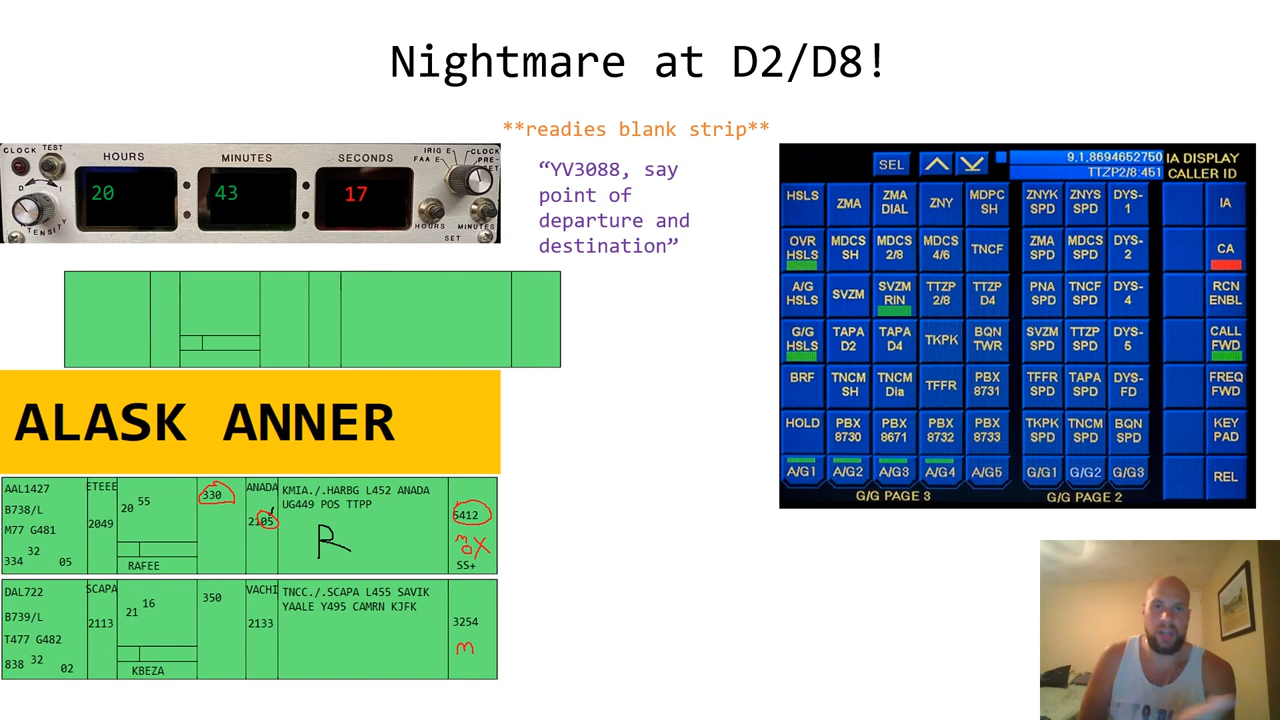 Nightmare at D2/D8!
**readies blank strip**
“YV3088, say
point of
departure and
destination”
CLOCK TEST
HOURS
MINUTES
SECONDS
IRIG E
CLOCK
FAA E
PRE-
SET
D I
20
43
17
HOURS
MINUTES
SET
ALASK ANNER
AAL1427
B738/L
M77 G481
32
334
05
ETEEE
2049
20
55
RAFEE
330
ANADA
2105
KMIA./.HARBG L452 ANADA
UG449 POS TTPP
R
5412
SS+
DAL722
B739/L
T477 G482
838
32
02
SCAPA
2113
21
16
KBEZA
350
VACHI
2133
TNCC./.SCAPA L455 SAVIK
YAALE Y495 CAMRN KJFK
3254
m
SEL
9.1.8694652750
IA DISPLAY
TTZP2/8:451
CALLER ID
HSLS
ZMA
ZMA
DIAL
ZNY
MDPC
SH
ZNYK
SPD
ZNYS
SPD
DYS-
1
IA
OVR
HSLS
MDCS
SH
MDCS
2/8
MDCS
4/6
TNCF
ZMA
SPD
MDCS
SPD
DYS-
2
CA
A/G
HSLS
SVZM
SVZM
RIN
TTZP
2/8
TTZP
D4
PNA
SPD
TNCF
SPD
DYS-
4
RCN
ENBL
G/G
HSLS
TAPA
D2
TAPA
D4
TKPK
BQN
TWR
SVZM
SPD
TTZP
SPD
DYS-
5
CALL
FWD
BRF
TNCM
SH
TNCM
Dia
TFFR
PBX
8731
TFFR
SPD
TAPA
SPD
DYS-
FD
FREQ
FWD
HOLD
PBX
8730
PBX
8671
PBX
8732
PBX
8733
TKPK
SPD
TNCM
SPD
BQN
SPD
KEY
PAD
A/G1
A/G2
A/G3
A/G4
A/G5
G/G1
G/G2
G/G3
REL
G/G PAGE 3
G/G PAGE 2